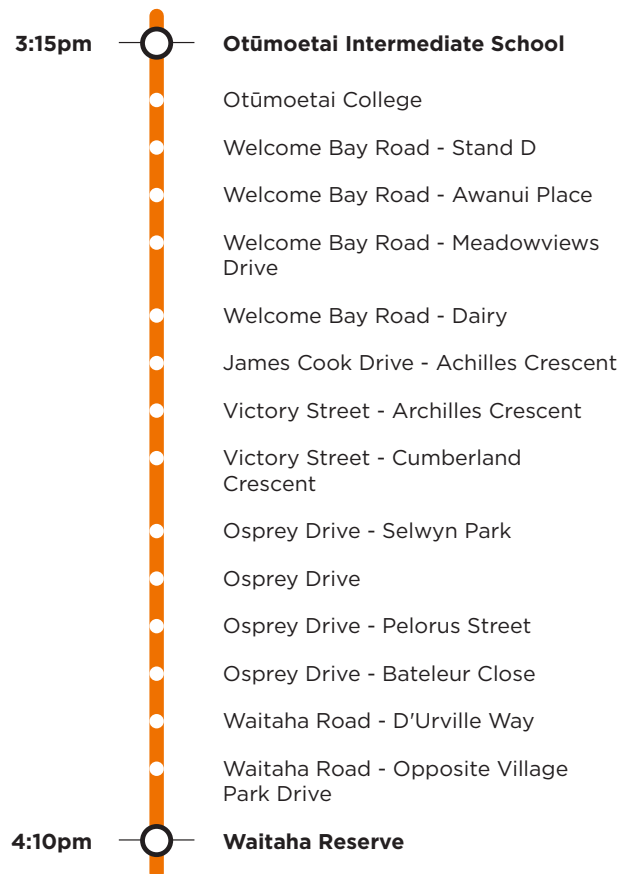 3:15pm Otūmoetai Intermediate School
Otūmoetai College
Welcome Bay Road - Stand D
Welcome Bay Road - Awanui Place
Welcome Bay Road - Meadowviews
Drive
Welcome Bay Road - Dairy
James Cook Drive - Achilles Crescent
Victory Street - Archilles Crescent
Victory Street - Cumberland
Crescent
Osprey Drive - Selwyn Park
Osprey Drive
Osprey Drive - Pelorus Street
Osprey Drive - Bateleur Close
Waitaha Road - D'Urville Way
Waitaha Road - Opposite Village
Park Drive
4:10pm Waitaha Reserve